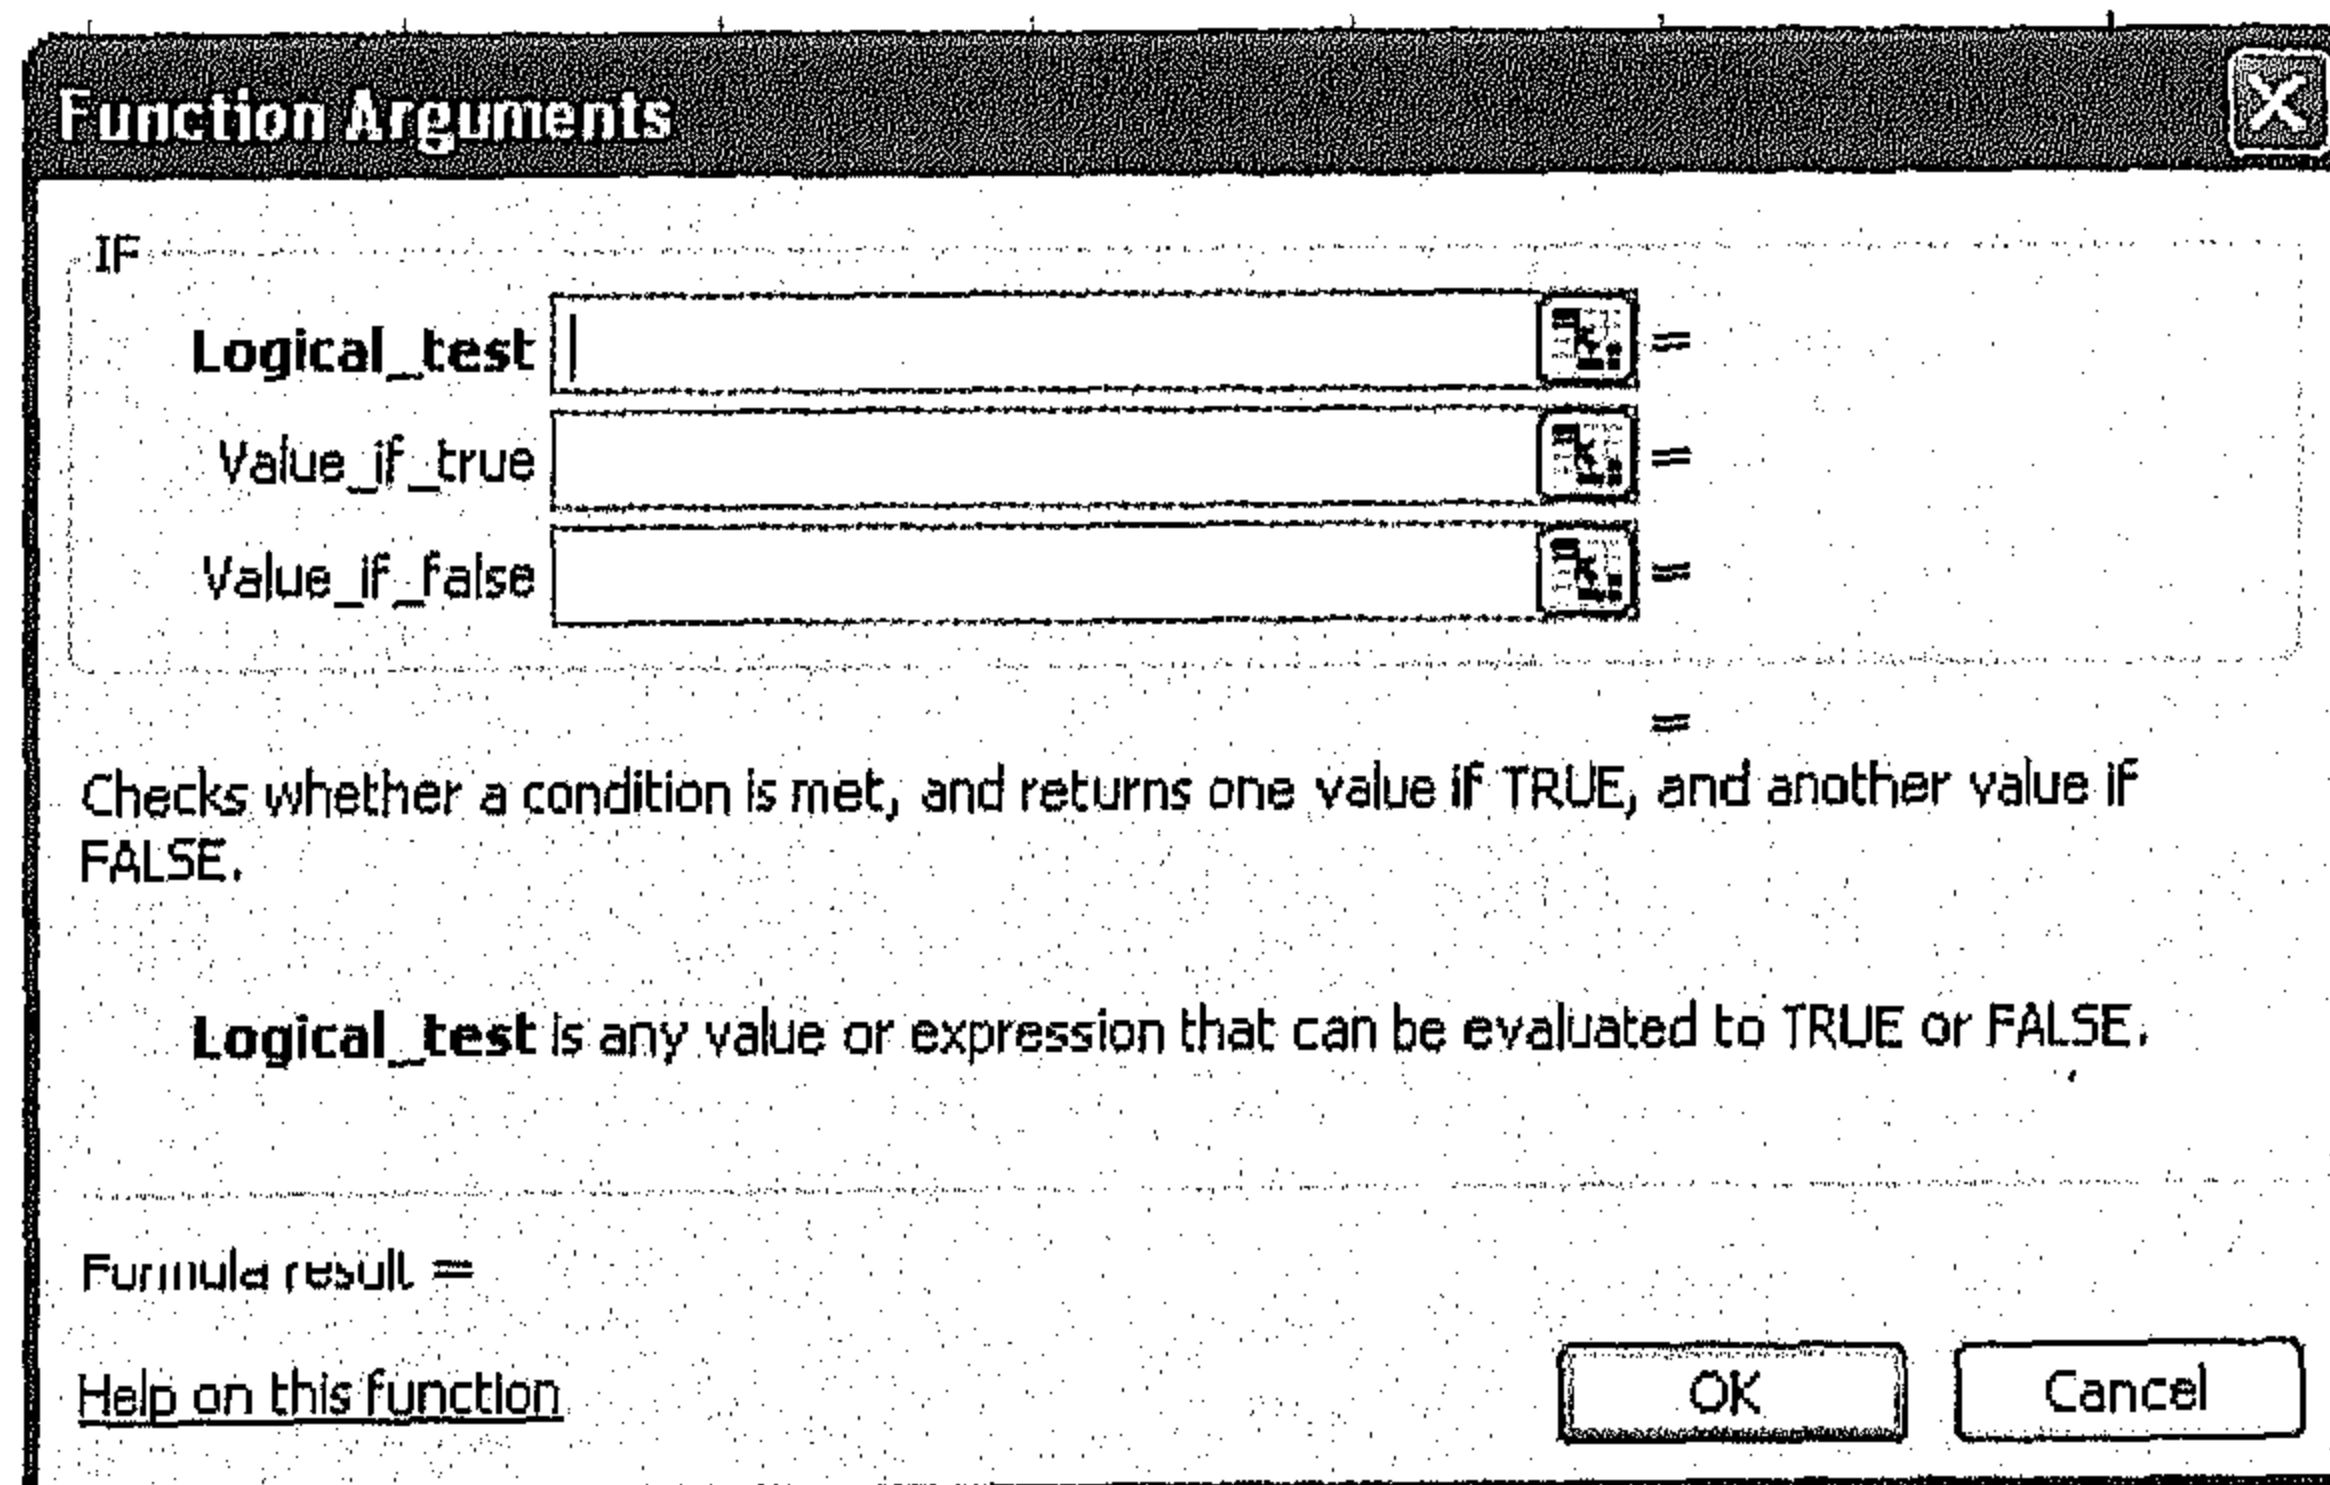 Function Arguments
IF
Logical_test =
Value_if_true =
Value_if_false =
=
Checks whether a condition is met, and returns one value if TRUE, and another value if
FALSE.
Logical_test is any value or expression that can be evaluated to TRUE or FALSE.
Formula result =
Help on this function
OK Cancel